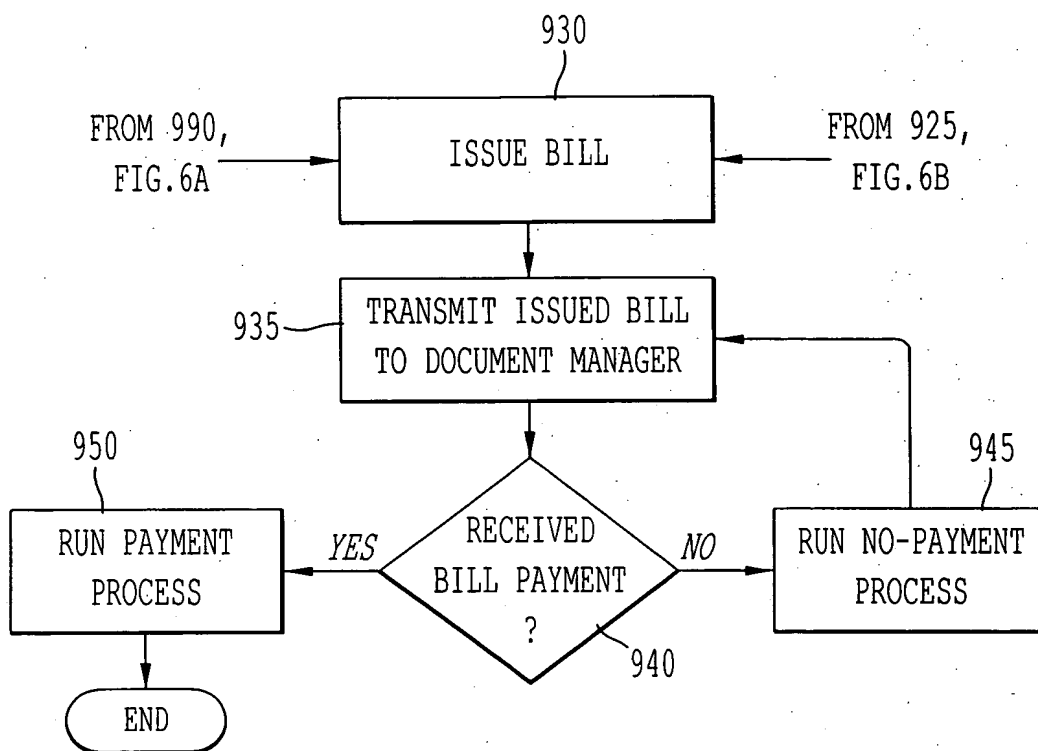 930
FROM 990,
FIG.6A
ISSUE BILL
FROM 925,
FIG.6B
935
TRANSMIT ISSUED BILL
TO DOCUMENT MANAGER
950
RUN PAYMENT
PROCESS
YES
RECEIVED
BILL PAYMENT
?
NO
940
945
RUN NO-PAYMENT
PROCESS
END